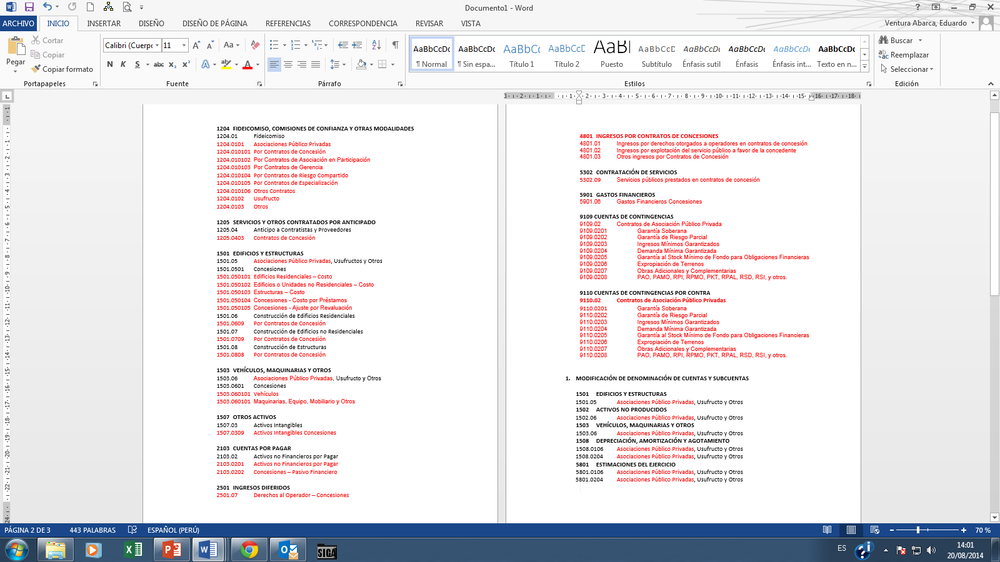 Documento1 - Word
ARCHIVO INICIO INSERTAR DISEÑO DISEÑO DE PÁGINA REFERENCIAS CORRESPONDENCIA REVISAR VISTA
Ventura Abarca, Eduardo
Pegar
Cortar
Copiar
Copiar formato
Portapapeles
Calibri (Cuerpo 11
N K S abc x₂ x²
Fuente
Párrafo
AaBbCcDc AaBbCcDc AaBbCc AaBbCcD AaB AaBbCcD AaBbCcDc AaBbCcDc AaBbCcDc AaBbCcDc
¶ Normal ¶ Sin espa... Título 1 Título 2 Puesto Subtítulo Énfasis sutil Énfasis Énfasis int... Texto en n...
Estilos
Buscar
Reemplazar
Seleccionar
Edición
1204 FIDEICOMISO, COMISIONES DE CONFIANZA Y OTRAS MODALIDADES
1204.01 Fideicomiso
1204.0101 Asociaciones Público Privadas
1204.010101 Por Contratos de Concesión
1204.010102 Por Contratos de Asociación en Participación
1204.010103 Por Contratos de Gerencia
1204.010104 Por Contratos de Riesgo Compartido
1204.010105 Por Contratos de Especialización
1204.010106 Otros Contratos
1204.0102 Usufructo
1204.0103 Otros
1205 SERVICIOS Y OTROS CONTRATADOS POR ANTICIPADO
1205.04 Anticipo a Contratistas y Proveedores
1205.0403 Contratos de Concesión
1501 EDIFICIOS Y ESTRUCTURAS
1501.05 Asociaciones Público Privadas, Usufructos y Otros
1501.0501 Concesiones
1501.050101 Edificios Residenciales – Costo
1501.050102 Edificios o Unidades no Residenciales – Costo
1501.050103 Estructuras – Costo
1501.050104 Concesiones - Costo por Préstamos
1501.050105 Concesiones - Ajuste por Revaluación
1501.06 Construcción de Edificios Residenciales
1501.0609 Por Contratos de Concesión
1501.07 Construcción de Edificios no Residenciales
1501.0709 Por Contratos de Concesión
1501.08 Construcción de Estructuras
1501.0808 Por Contratos de Concesión
1503 VEHÍCULOS, MAQUINARIAS Y OTROS
1503.06 Asociaciones Público Privadas, Usufructo y Otros
1503.0601 Concesiones
1503.060101 Vehículos
1503.060101 Maquinarias, Equipo, Mobiliario y Otros
1507 OTROS ACTIVOS
1507.03 Activos Intangibles
1507.0309 Activos Intangibles Concesiones
2103 CUENTAS POR PAGAR
2103.02 Activos no Financieros por Pagar
2103.0201 Activos no Financieros por Pagar
2103.0202 Concesiones – Pasivo Financiero
2501 INGRESOS DIFERIDOS
2501.07 Derechos al Operador – Concesiones
4801 INGRESOS POR CONTRATOS DE CONCESIONES
4801.01 Ingresos por derechos otorgados a operadores en contratos de concesión
4801.02 Ingresos por explotación del servicio público a favor de la concedente
4801.03 Otros ingresos por Contratos de Concesión
5302 CONTRATACIÓN DE SERVICIOS
5302.09 Servicios públicos prestados en contratos de concesión
5901 GASTOS FINANCIEROS
5901.06 Gastos Financieros Concesiones
9109 CUENTAS DE CONTINGENCIAS
9109.02 Contratos de Asociación Público Privada
9109.0201 Garantía Soberana
9109.0202 Garantía de Riesgo Parcial
9109.0203 Ingresos Mínimos Garantizados
9109.0204 Demanda Mínima Garantizada
9109.0205 Garantía al Stock Mínimo de Fondo para Obligaciones Financieras
9109.0206 Expropiación de Terrenos
9109.0207 Obras Adicionales y Complementarias
9109.0208 PAO, PAMO, RPI, RPMO, PKT, RPAL, RSD, RSI, y otros.
9110 CUENTAS DE CONTINGENCIAS POR CONTRA
9110.02 Contratos de Asociación Público Privadas
9110.0201 Garantía Soberana
9110.0202 Garantía de Riesgo Parcial
9110.0203 Ingresos Mínimos Garantizados
9110.0204 Demanda Mínima Garantizada
9110.0205 Garantía al Stock Mínimo de Fondo para Obligaciones Financieras
9110.0206 Expropiación de Terrenos
9110.0207 Obras Adicionales y Complementarias
9110.0208 PAO, PAMO, RPI, RPMO, PKT, RPAL, RSD, RSI, y otros.
1. MODIFICACIÓN DE DENOMINACIÓN DE CUENTAS Y SUBCUENTAS
1501 EDIFICIOS Y ESTRUCTURAS
1501.05 Asociaciones Público Privadas, Usufructo y Otros
1502 ACTIVOS NO PRODUCIDOS
1502.06 Asociaciones Público Privadas, Usufructo y Otros
1503 VEHÍCULOS, MAQUINARIAS Y OTROS
1503.06 Asociaciones Público Privadas, Usufructo y Otros
1508 DEPRECIACIÓN, AMORTIZACIÓN Y AGOTAMIENTO
1508.0106 Asociaciones Público Privadas, Usufructo y Otros
1508.0204 Asociaciones Público Privadas, Usufructo y Otros
5801 ESTIMACIONES DEL EJERCICIO
5801.0106 Asociaciones Público Privadas, Usufructo y Otros
5801.0204 Asociaciones Público Privadas, Usufructo y Otros
PÁGINA 2 DE 3 443 PALABRAS ESPAÑOL (PERÚ) 70 %
SIGA
ES
14:01
20/08/2014